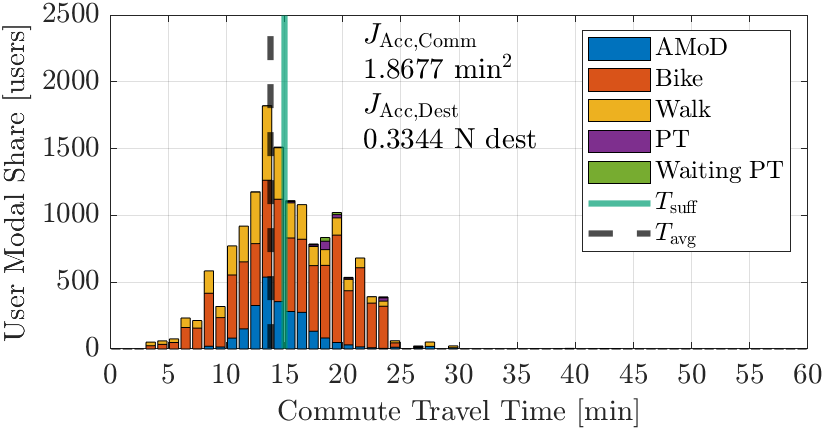 2500
2000
1500
1000
500
0
User Modal Share [users]
J_Acc,Comm
1.8677 min²
J_Acc,Dest
0.3344 N dest
AMoD
Bike
Walk
PT
Waiting PT
T_suff
T_avg
0 5 10 15 20 25 30 35 40 45 50 55 60
Commute Travel Time [min]